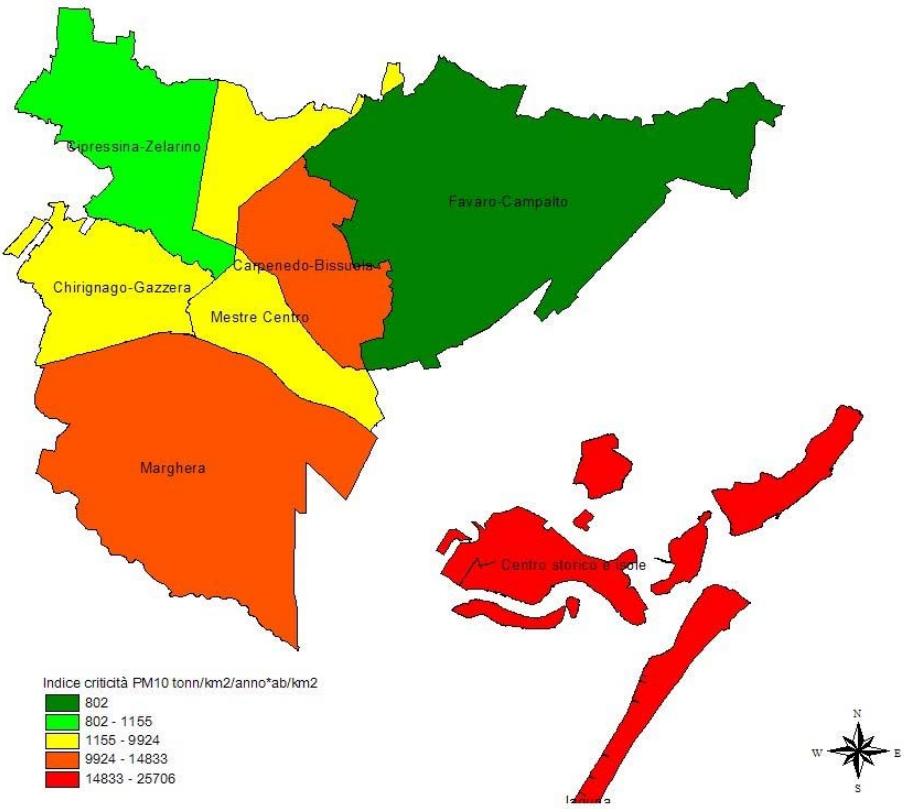 Cipressina-Zelarino
Favaro-Campalto
Carpenedo-Bissuola
Chirignago-Gazzera
Mestre Centro
Marghera
Centro storico e isole
Indice criticità PM10 tonn/km2/anno*ab/km2
802
802 - 1155
1155 - 9924
9924 - 14833
14833 - 25706
laguna
N
W E
S